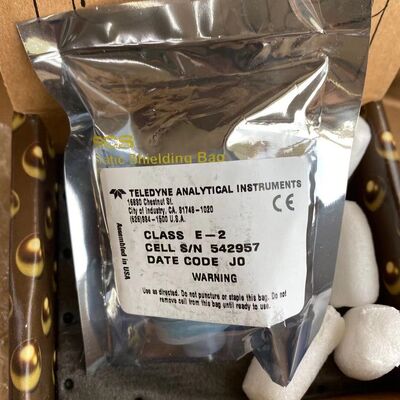 SCS
Static Shielding Bag
TELEDYNE ANALYTICAL INSTRUMENTS
16830 Chestnut St.
City of Industry, CA. 91748-1020
(626)934-1500 U.S.A.
Assembled in USA
CE
CLASS E-2
CELL S/N 542957
DATE CODE J0
WARNING
Use as directed. Do not puncture or staple this bag. Do not
remove cell from this bag until ready to use.